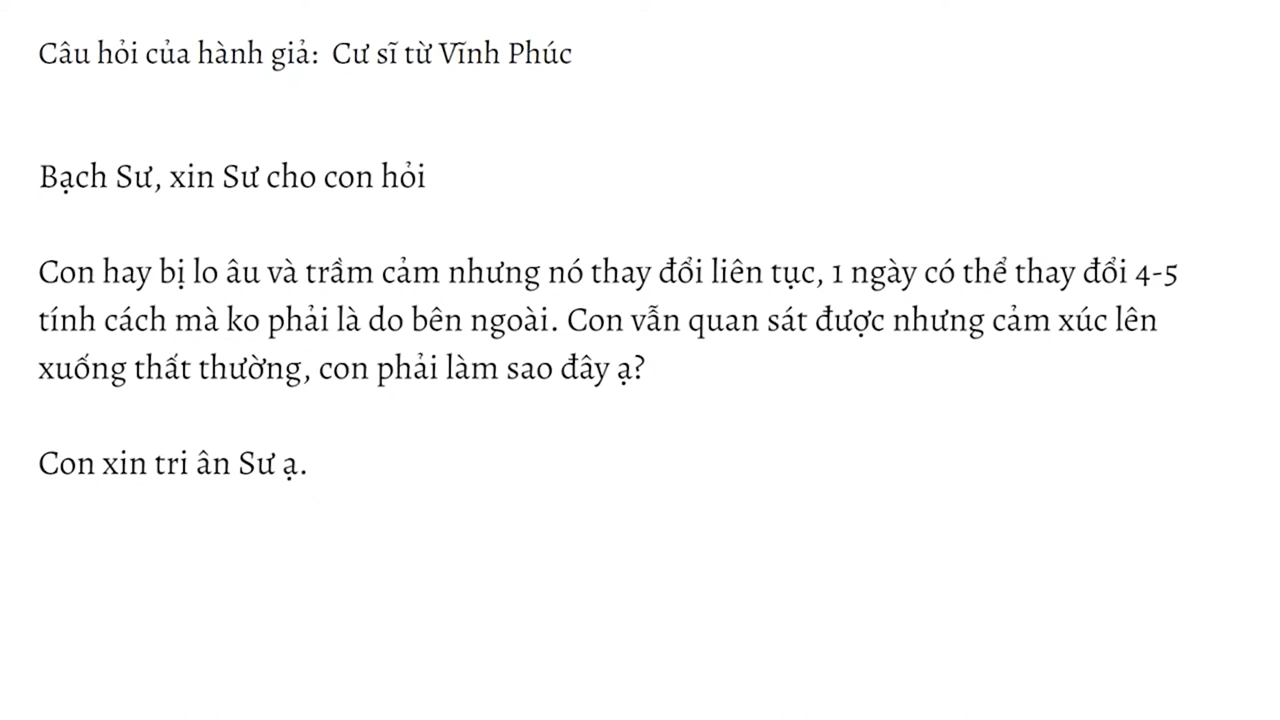 Câu hỏi của hành giả: Cư sĩ từ Vĩnh Phúc
Bạch Sư, xin Sư cho con hỏi
Con hay bị lo âu và trầm cảm nhưng nó thay đổi liên tục, 1 ngày có thể thay đổi 4-5
tính cách mà ko phải là do bên ngoài. Con vẫn quan sát được nhưng cảm xúc lên
xuống thất thường, con phải làm sao đây ạ?
Con xin tri ân Sư ạ.